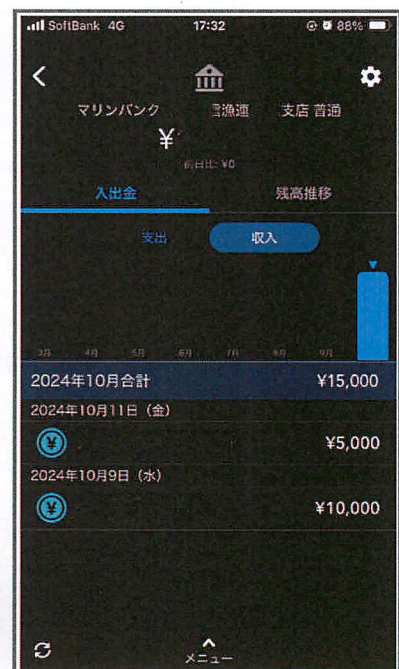 SoftBank 4G 17:32 88%
マリンバンク 信漁連 支店 普通
¥
前日比: ¥0
入出金 残高推移
支出 収入
3月 4月 5月 6月 7月 8月 9月
2024年10月合計 ¥15,000
2024年10月11日（金）
¥ ¥5,000
2024年10月9日（水）
¥ ¥10,000
メニュー